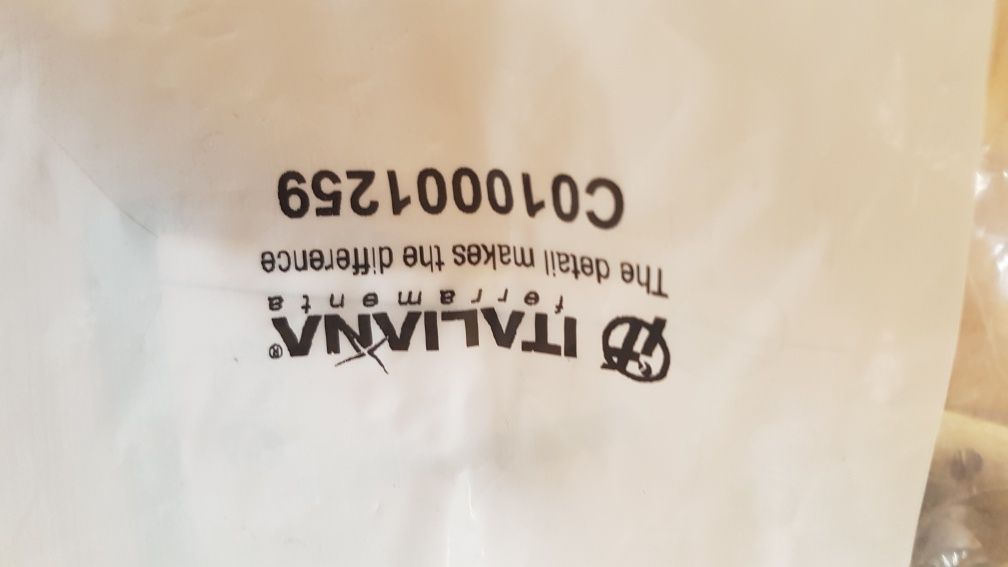 ITALIANA®
ferramenta
The detail makes the difference
C010001259